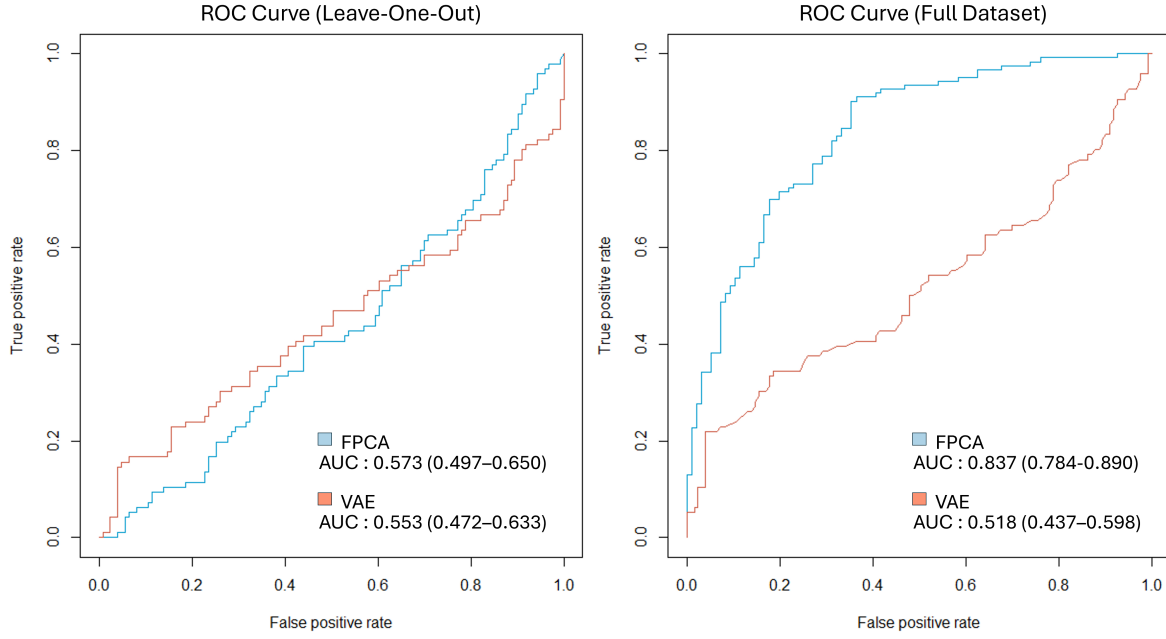 ROC Curve (Leave-One-Out)
True positive rate
1.0
0.8
0.6
0.4
0.2
0.0
FPCA
AUC : 0.573 (0.497–0.650)
VAE
AUC : 0.553 (0.472–0.633)
0.0 0.2 0.4 0.6 0.8 1.0
False positive rate
ROC Curve (Full Dataset)
True positive rate
1.0
0.8
0.6
0.4
0.2
0.0
FPCA
AUC : 0.837 (0.784-0.890)
VAE
AUC : 0.518 (0.437–0.598)
0.0 0.2 0.4 0.6 0.8 1.0
False positive rate